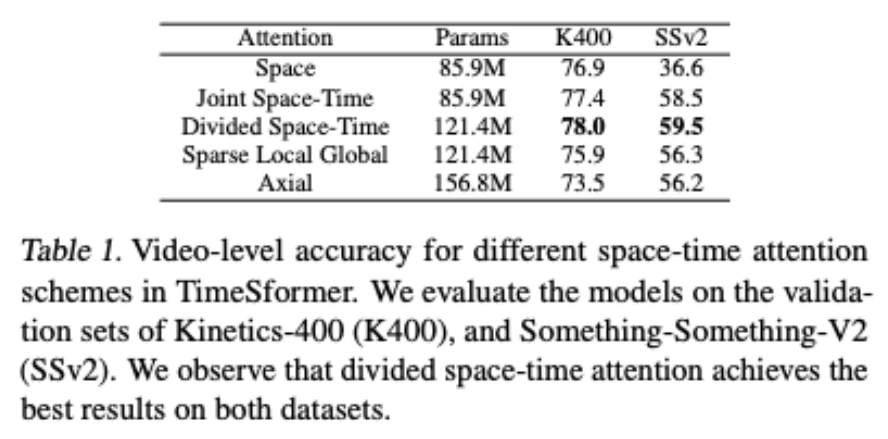 Attention Params K400 SSv2
Space 85.9M 76.9 36.6
Joint Space-Time 85.9M 77.4 58.5
Divided Space-Time 121.4M 78.0 59.5
Sparse Local Global 121.4M 75.9 56.3
Axial 156.8M 73.5 56.2
Table 1. Video-level accuracy for different space-time attention
schemes in TimeSformer. We evaluate the models on the valida-
tion sets of Kinetics-400 (K400), and Something-Something-V2
(SSv2). We observe that divided space-time attention achieves the
best results on both datasets.